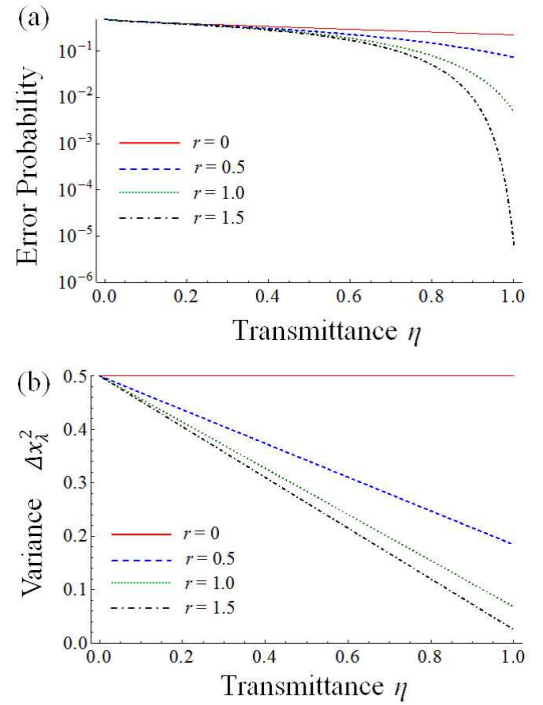 (a)
10⁻¹
10⁻²
10⁻³
10⁻⁴
10⁻⁵
10⁻⁶
Error Probability
r = 0
r = 0.5
r = 1.0
r = 1.5
0.0 0.2 0.4 0.6 0.8 1.0
Transmittance η
(b)
0.5
0.4
0.3
0.2
0.1
0.0
Variance Δx²λ
r = 0
r = 0.5
r = 1.0
r = 1.5
0.0 0.2 0.4 0.6 0.8 1.0
Transmittance η